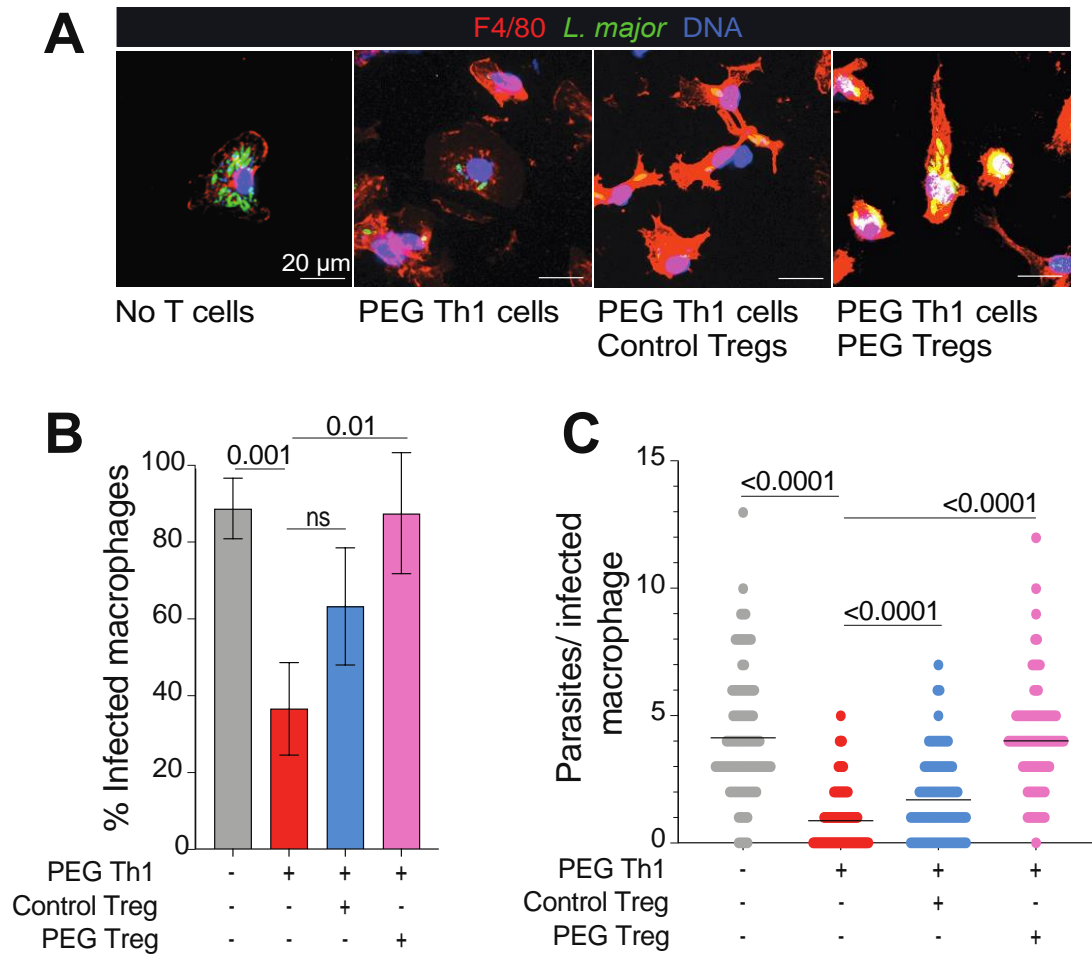 A
F4/80 L. major DNA
20 µm
No T cells
PEG Th1 cells
PEG Th1 cells
Control Tregs
PEG Th1 cells
PEG Tregs
B
% Infected macrophages
100
80
60
40
20
0
0.001
0.01
ns
PEG Th1 - + + +
Control Treg - - + -
PEG Treg - - - +
C
Parasites/ infected
macrophage
15
10
5
0
<0.0001
<0.0001
<0.0001
PEG Th1 - + + +
Control Treg - - + -
PEG Treg - - - +